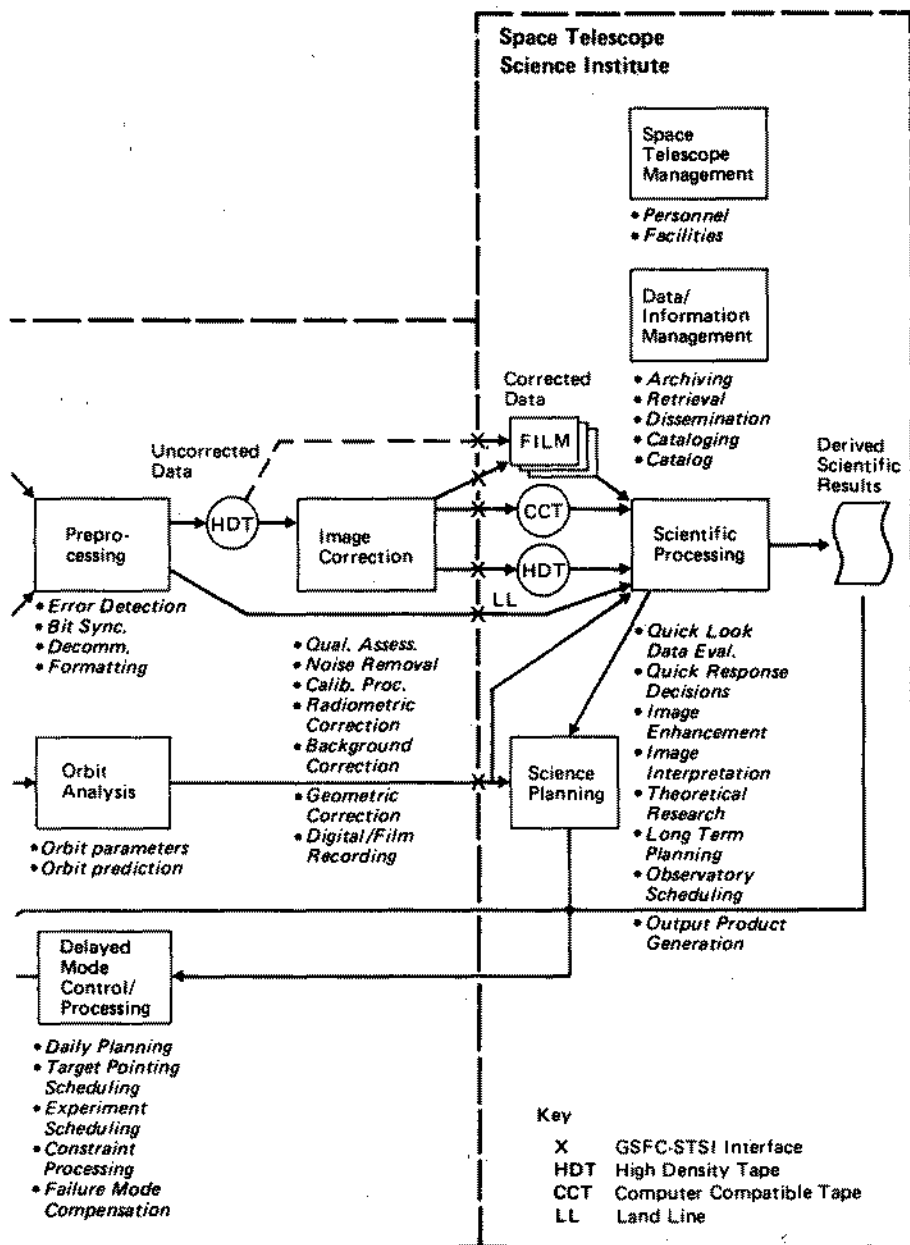 Space Telescope
Science Institute
Space
Telescope
Management
• Personnel
• Facilities
Data/
Information
Management
• Archiving
• Retrieval
• Dissemination
• Cataloging
• Catalog
Corrected
Data
FILM
Uncorrected
Data
HDT
CCT
HDT
LL
Derived
Scientific
Results
Prepro-
cessing
• Error Detection
• Bit Sync.
• Decomm.
• Formatting
Image
Correction
• Qual. Assess.
• Noise Removal
• Calib. Proc.
• Radiometric
Correction
• Background
Correction
• Geometric
Correction
• Digital/Film
Recording
Scientific
Processing
• Quick Look
Data Eval.
• Quick Response
Decisions
• Image
Enhancement
• Image
Interpretation
• Theoretical
Research
• Long Term
Planning
• Observatory
Scheduling
• Output Product
Generation
Orbit
Analysis
• Orbit parameters
• Orbit prediction
Science
Planning
Delayed
Mode
Control/
Processing
• Daily Planning
• Target Pointing
Scheduling
• Experiment
Scheduling
• Constraint
Processing
• Failure Mode
Compensation
Key
X GSFC-STSI Interface
HDT High Density Tape
CCT Computer Compatible Tape
LL Land Line